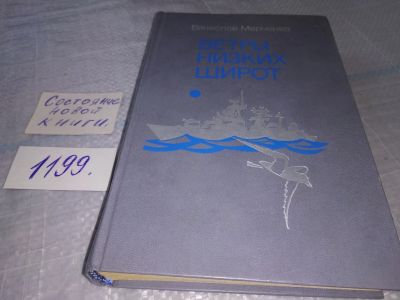 Вячеслав Марченко
ВЕТРЫ
НИЗКИХ
ШИРОТ
Состояние
новой
книги.
1199.